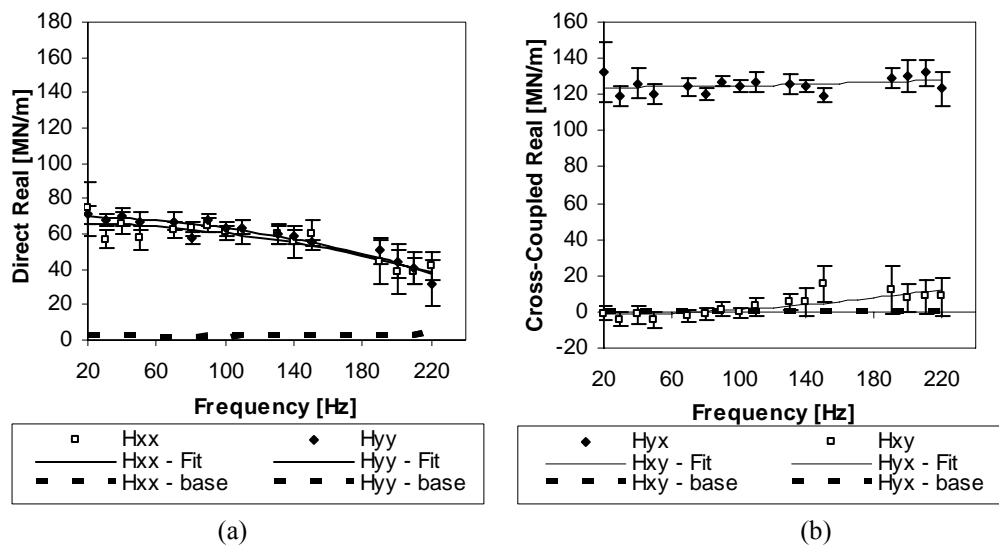 180
160
140
120
100
80
60
40
20
0
Direct Real [MN/m]
20 60 100 140 180 220
Frequency [Hz]
Hxx Hyy
Hxx - Fit Hyy - Fit
Hxx - base Hyy - base
(a)
160
140
120
100
80
60
40
20
0
-20
Cross-Coupled Real [MN/m]
20 60 100 140 180 220
Frequency [Hz]
Hyx Hxy
Hxy - Fit Hyx - Fit
Hxy - base Hyx - base
(b)